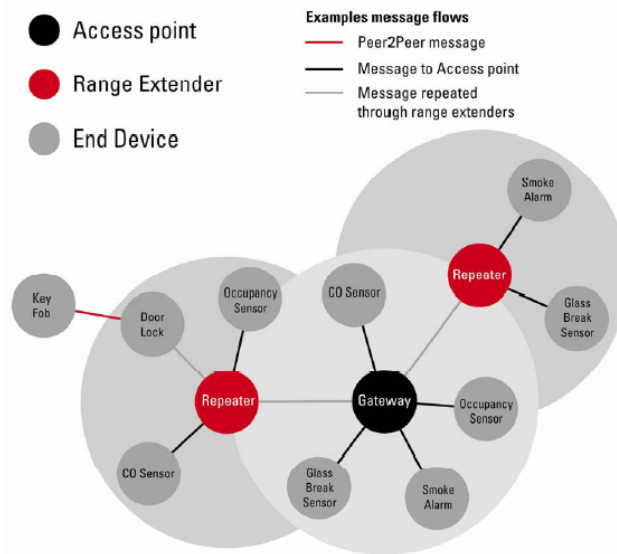 Access point
Range Extender
End Device
Examples message flows
Peer2Peer message
Message to Access point
Message repeated
through range extenders
Smoke
Alarm
Repeater
Glass
Break
Sensor
Key
Fob
Door
Lock
Occupancy
Sensor
CO Sensor
Repeater
Gateway
Occupancy
Sensor
CO Sensor
Glass
Break
Sensor
Smoke
Alarm